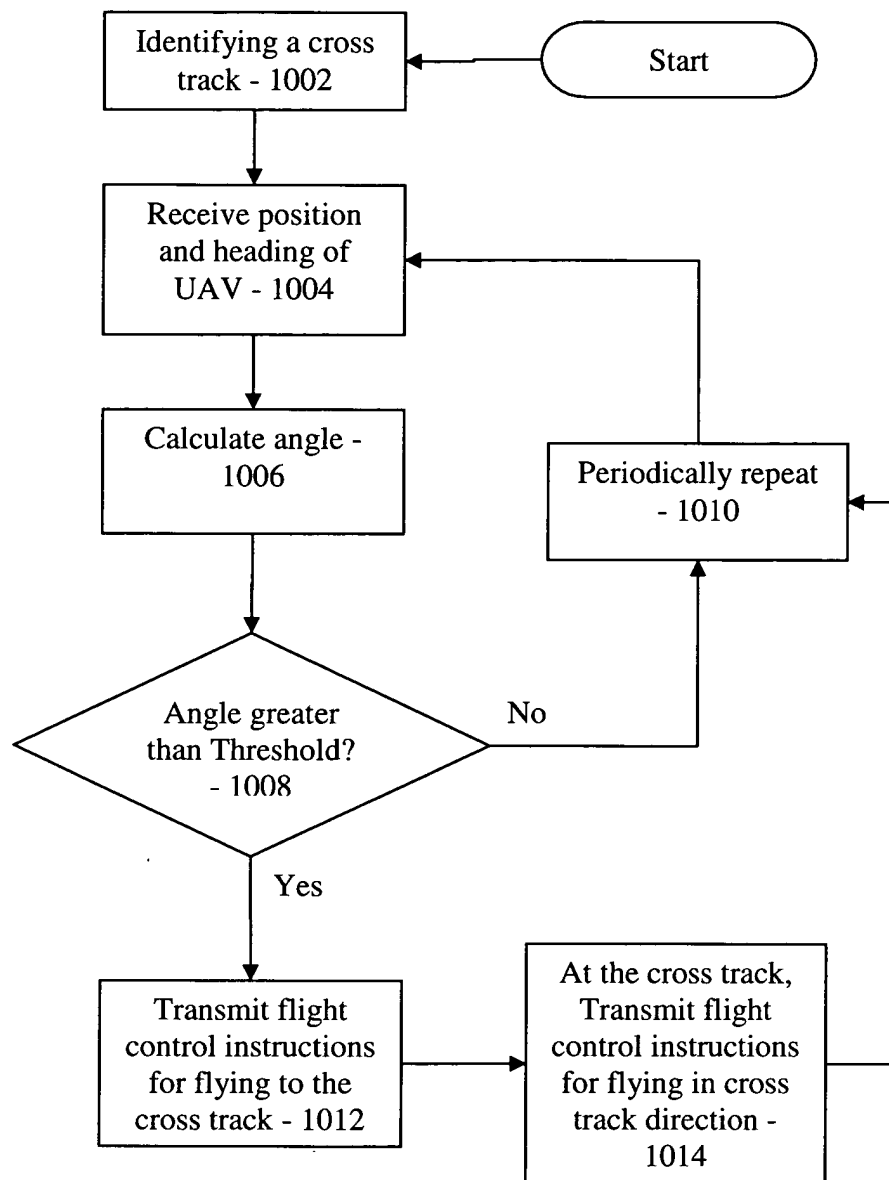 Start
Identifying a cross
track - 1002
Receive position
and heading of
UAV - 1004
Calculate angle -
1006
Periodically repeat
- 1010
Angle greater
than Threshold?
- 1008
No
Yes
Transmit flight
control instructions
for flying to the
cross track - 1012
At the cross track,
Transmit flight
control instructions
for flying in cross
track direction -
1014